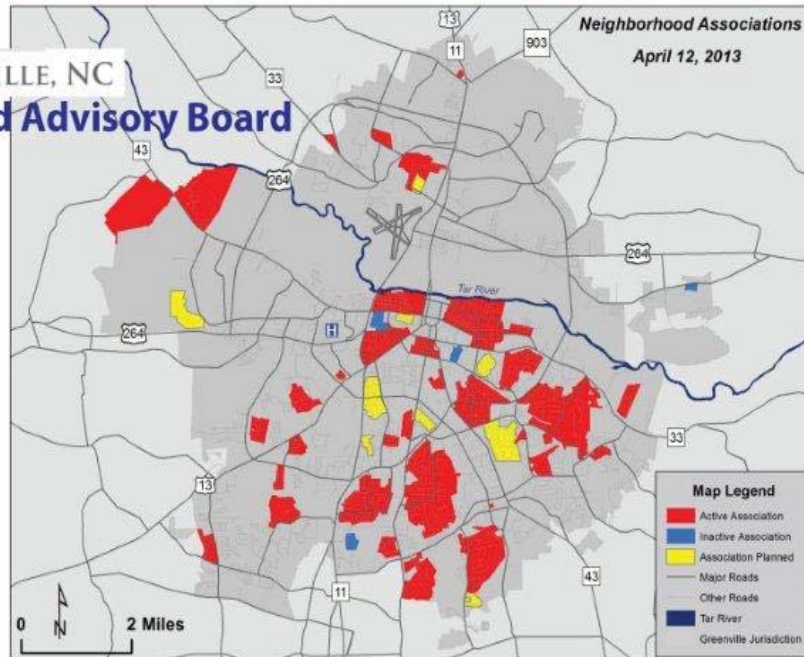 Neighborhood Associations
April 12, 2013
ILLE, NC
d Advisory Board
13
11
903
33
43
264
264
Tar River
H
264
33
13
11
43
Map Legend
Active Association
Inactive Association
Association Planned
Major Roads
Other Roads
Tar River
Greenville Jurisdiction
N
0 2 Miles